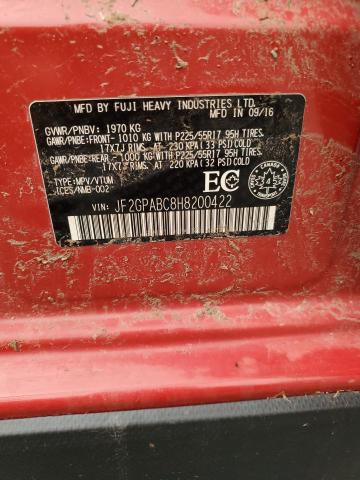 MFD BY FUJI HEAVY INDUSTRIES LTD.
MFD IN 09/16
GVWR/PNBV: 1970 KG
GAWR/PNBE:FRONT- 1010 KG WITH P225/55R17 95H TIRES.
17X7J RIMS. AT 230 KPA( 33 PSI) COLD
GAWR/PNBE:REAR - 1000 KG WITH P225/55R17 95H TIRES.
17X7J RIMS. AT 220 KPA( 32 PSI) COLD
TYPE: MPV/VTUM
ICES/NMB-002
EC
CANADA
VIN: JF2GPABC8H8200422